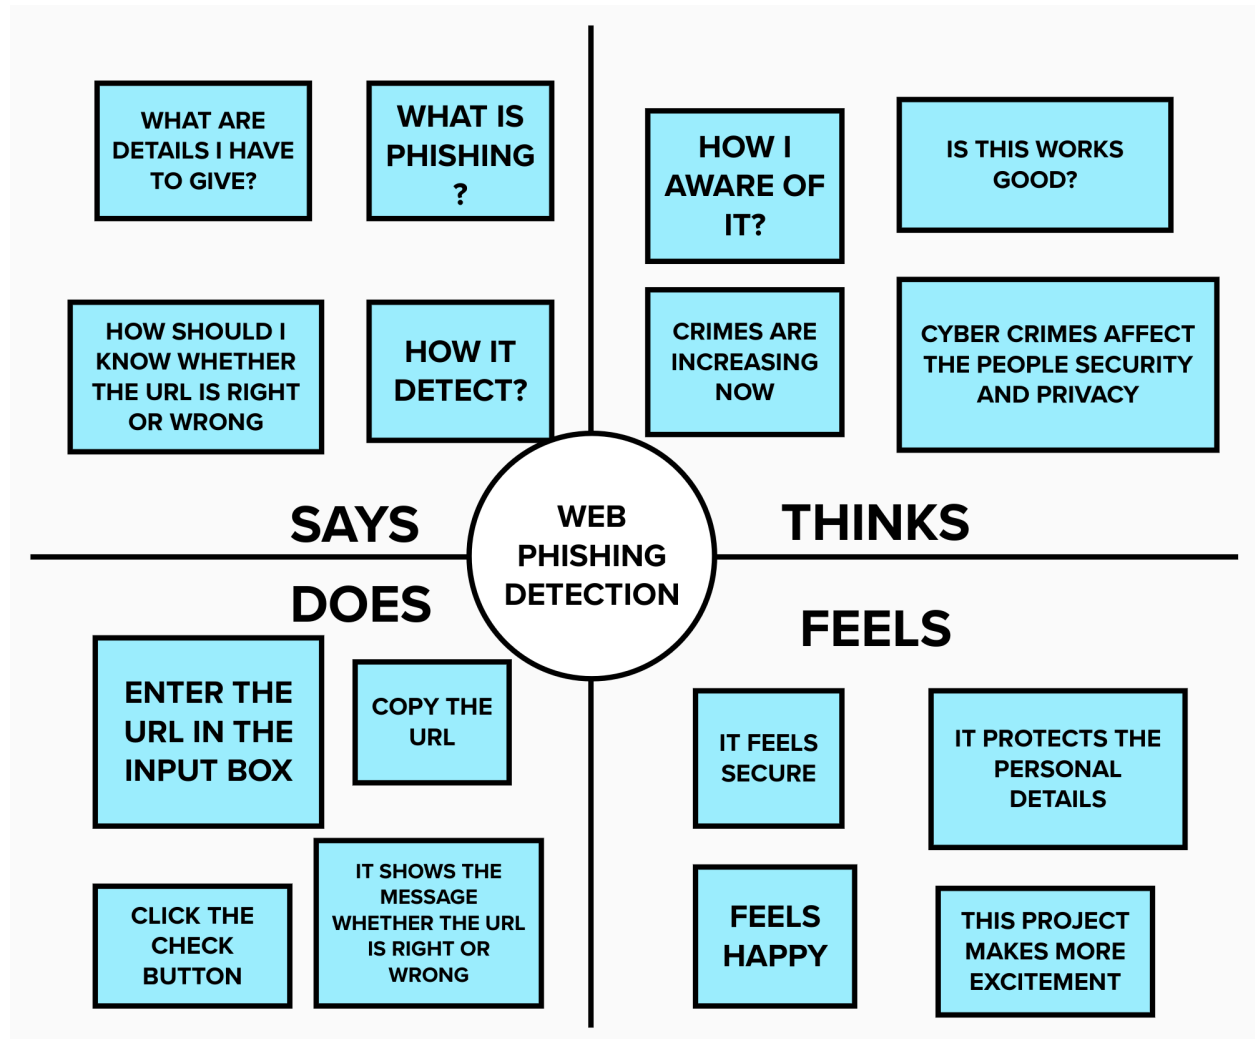 WHAT ARE
DETAILS I HAVE
TO GIVE?
WHAT IS
PHISHING
?
HOW SHOULD I
KNOW WHETHER
THE URL IS RIGHT
OR WRONG
HOW IT
DETECT?
SAYS
HOW I
AWARE OF
IT?
IS THIS WORKS
GOOD?
CRIMES ARE
INCREASING
NOW
CYBER CRIMES AFFECT
THE PEOPLE SECURITY
AND PRIVACY
THINKS
WEB
PHISHING
DETECTION
DOES
ENTER THE
URL IN THE
INPUT BOX
COPY THE
URL
CLICK THE
CHECK
BUTTON
IT SHOWS THE
MESSAGE
WHETHER THE URL
IS RIGHT OR
WRONG
FEELS
IT FEELS
SECURE
IT PROTECTS THE
PERSONAL
DETAILS
FEELS
HAPPY
THIS PROJECT
MAKES MORE
EXCITEMENT